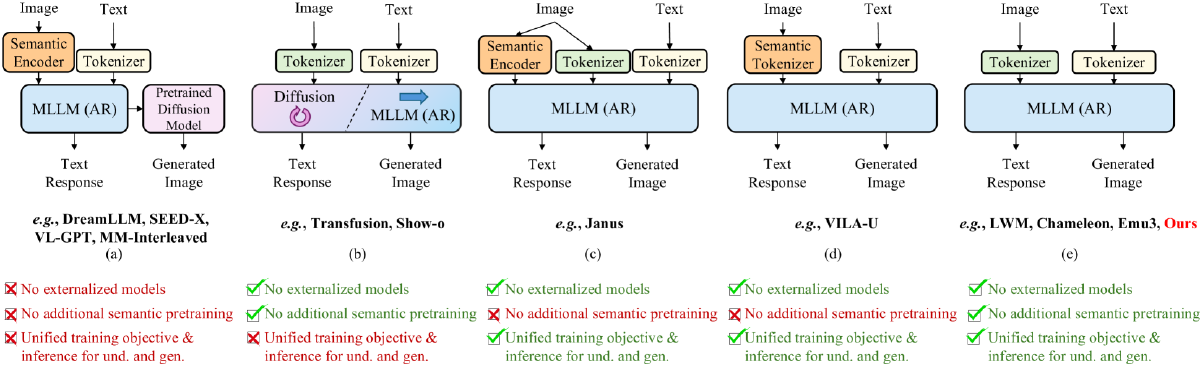 Image Text
Semantic
Encoder
Tokenizer
MLLM (AR)
Pretrained
Diffusion
Model
Text
Response
Generated
Image
e.g., DreamLLM, SEED-X,
VL-GPT, MM-Interleaved
(a)
No externalized models
No additional semantic pretraining
Unified training objective &
inference for und. and gen.
Image Text
Tokenizer Tokenizer
Diffusion
MLLM (AR)
Text
Response
Generated
Image
e.g., Transfusion, Show-o
(b)
No externalized models
No additional semantic pretraining
Unified training objective &
inference for und. and gen.
Image Text
Semantic
Encoder
Tokenizer Tokenizer
MLLM (AR)
Text
Response
Generated
Image
e.g., Janus
(c)
No externalized models
No additional semantic pretraining
Unified training objective &
inference for und. and gen.
Image Text
Semantic
Tokenizer
Tokenizer
MLLM (AR)
Text
Response
Generated
Image
e.g., VILA-U
(d)
No externalized models
No additional semantic pretraining
Unified training objective &
inference for und. and gen.
Image Text
Tokenizer Tokenizer
MLLM (AR)
Text
Response
Generated
Image
e.g., LWM, Chameleon, Emu3, Ours
(e)
No externalized models
No additional semantic pretraining
Unified training objective &
inference for und. and gen.